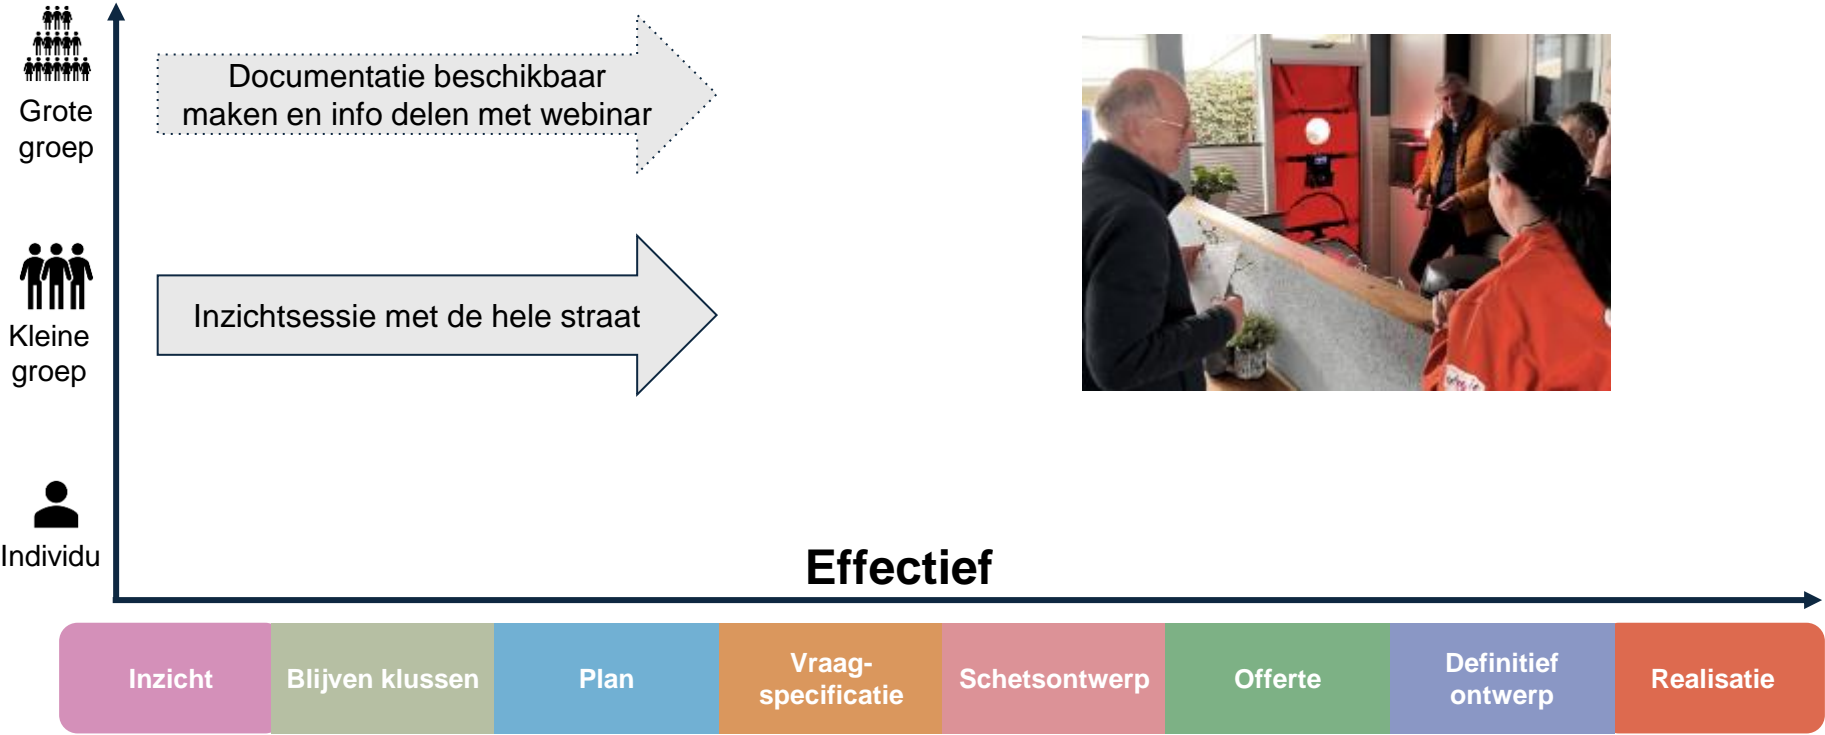 Grote
groep
Documentatie beschikbaar
maken en info delen met webinar
Kleine
groep
Inzichtsessie met de hele straat
Individu
Effectief
Inzicht
Blijven klussen
Plan
Vraag-
specificatie
Schetsontwerp
Offerte
Definitief
ontwerp
Realisatie